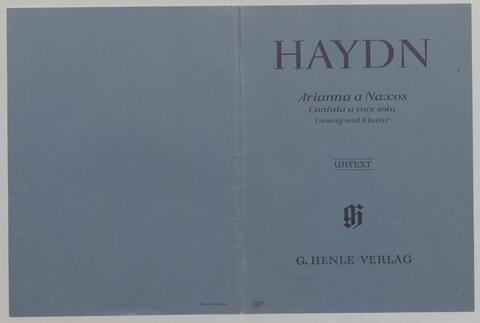 HAYDN
Arianna a Naxos
Cantata a voce sola
Gesang und Klavier
URTEXT
G. HENLE VERLAG